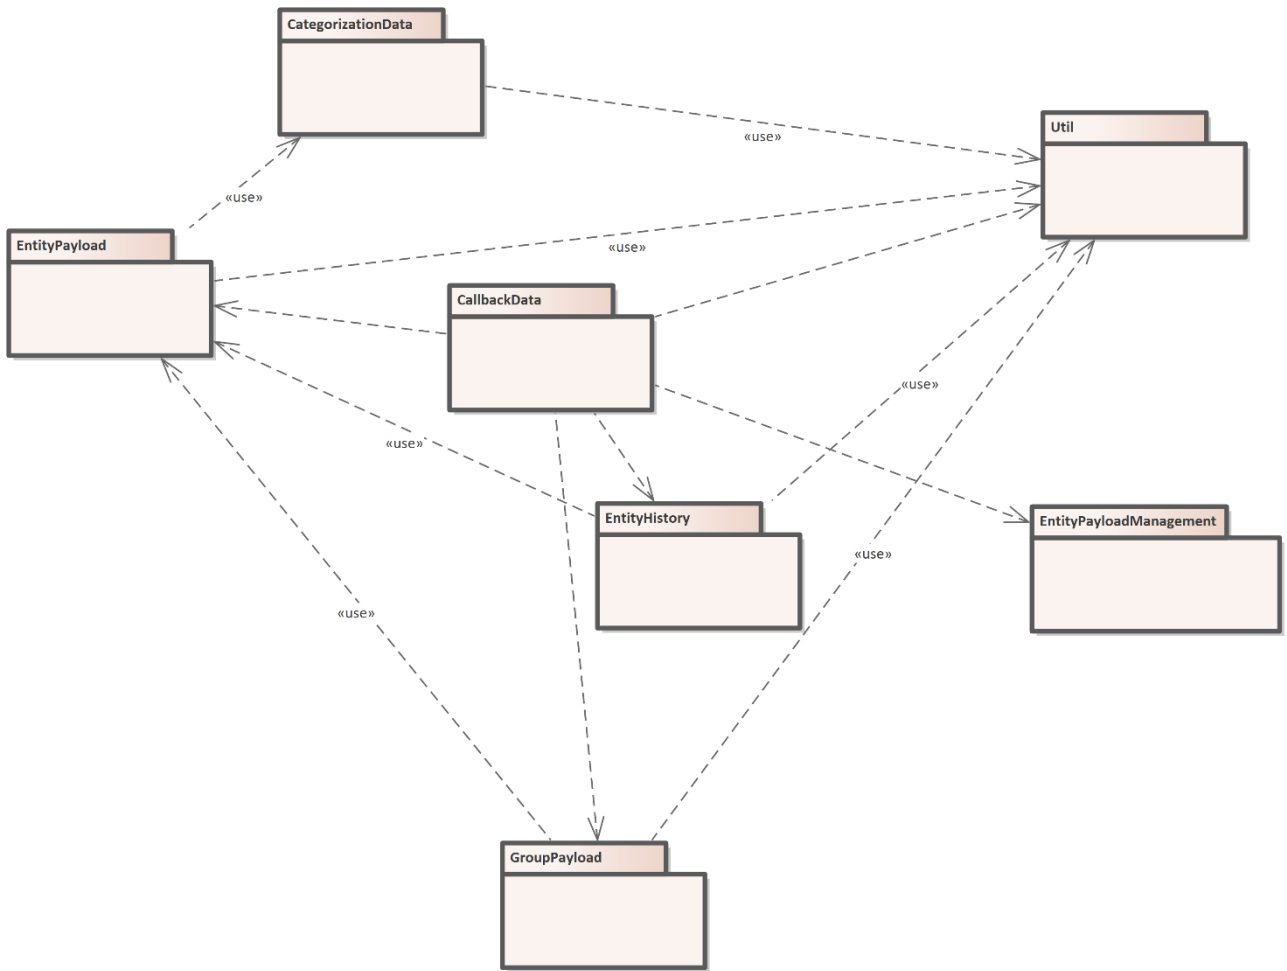 CategorizationData
Util
«use»
«use»
EntityPayload
«use»
CallbackData
«use»
«use»
EntityHistory
EntityPayloadManagement
«use»
«use»
GroupPayload